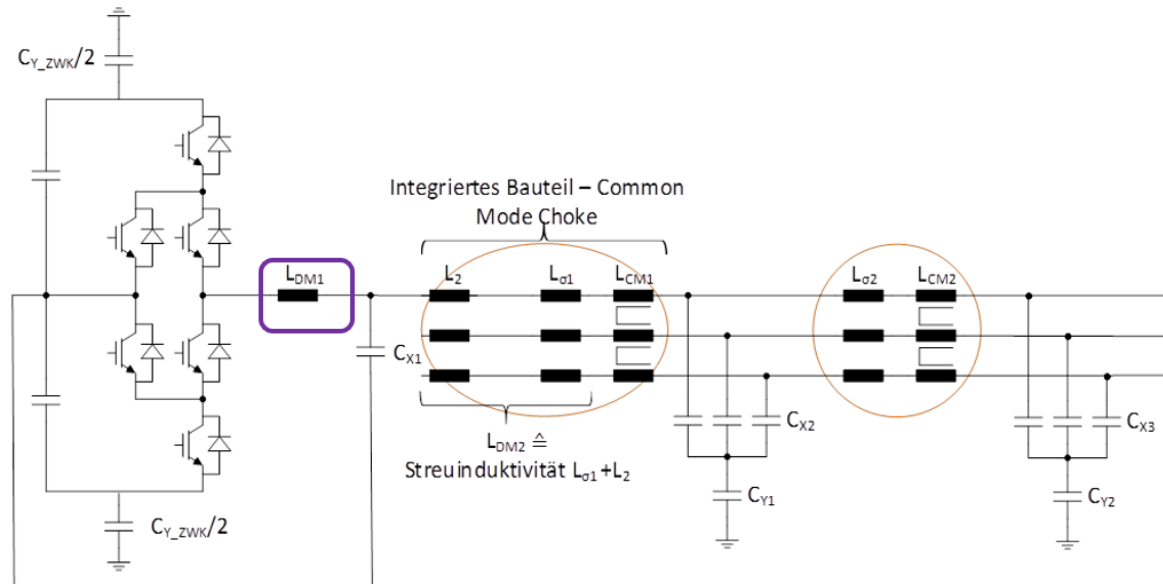 C_Y_ZWK/2
Integriertes Bauteil – Common
Mode Choke
L_DM1
L_2
L_σ1
L_CM1
L_σ2
L_CM2
C_X1
C_X2
C_X3
L_DM2 ≙
Streuinduktivität L_σ1+L_2
C_Y1
C_Y2
C_Y_ZWK/2